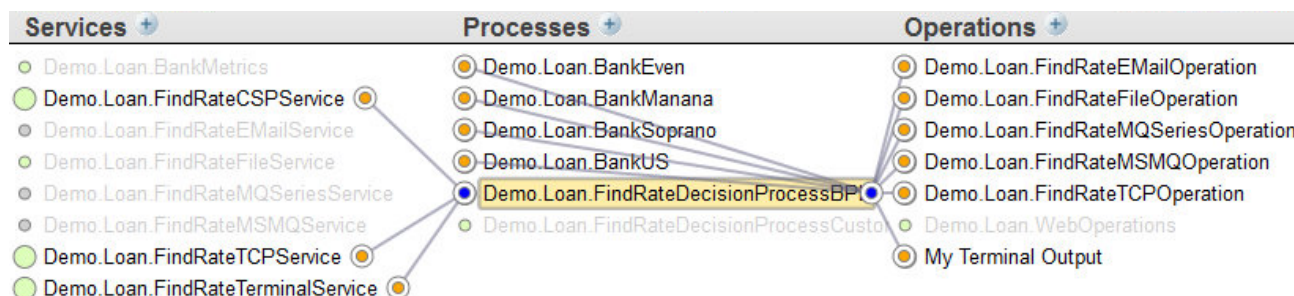 Services Processes Operations
Demo.Loan.BankMetrics Demo.Loan.BankEven Demo.Loan.FindRateEMailOperation
Demo.Loan.FindRateCSPService Demo.Loan.BankManana Demo.Loan.FindRateFileOperation
Demo.Loan.FindRateEMailService Demo.Loan.BankSoprano Demo.Loan.FindRateMQSeriesOperation
Demo.Loan.FindRateFileService Demo.Loan.BankUS Demo.Loan.FindRateMSMQOperation
Demo.Loan.FindRateMQSeriesService Demo.Loan.FindRateDecisionProcessBP Demo.Loan.FindRateTCPOperation
Demo.Loan.FindRateMSMQService Demo.Loan.FindRateDecisionProcessCusto Demo.Loan.WebOperations
Demo.Loan.FindRateTCPService My Terminal Output
Demo.Loan.FindRateTerminalService